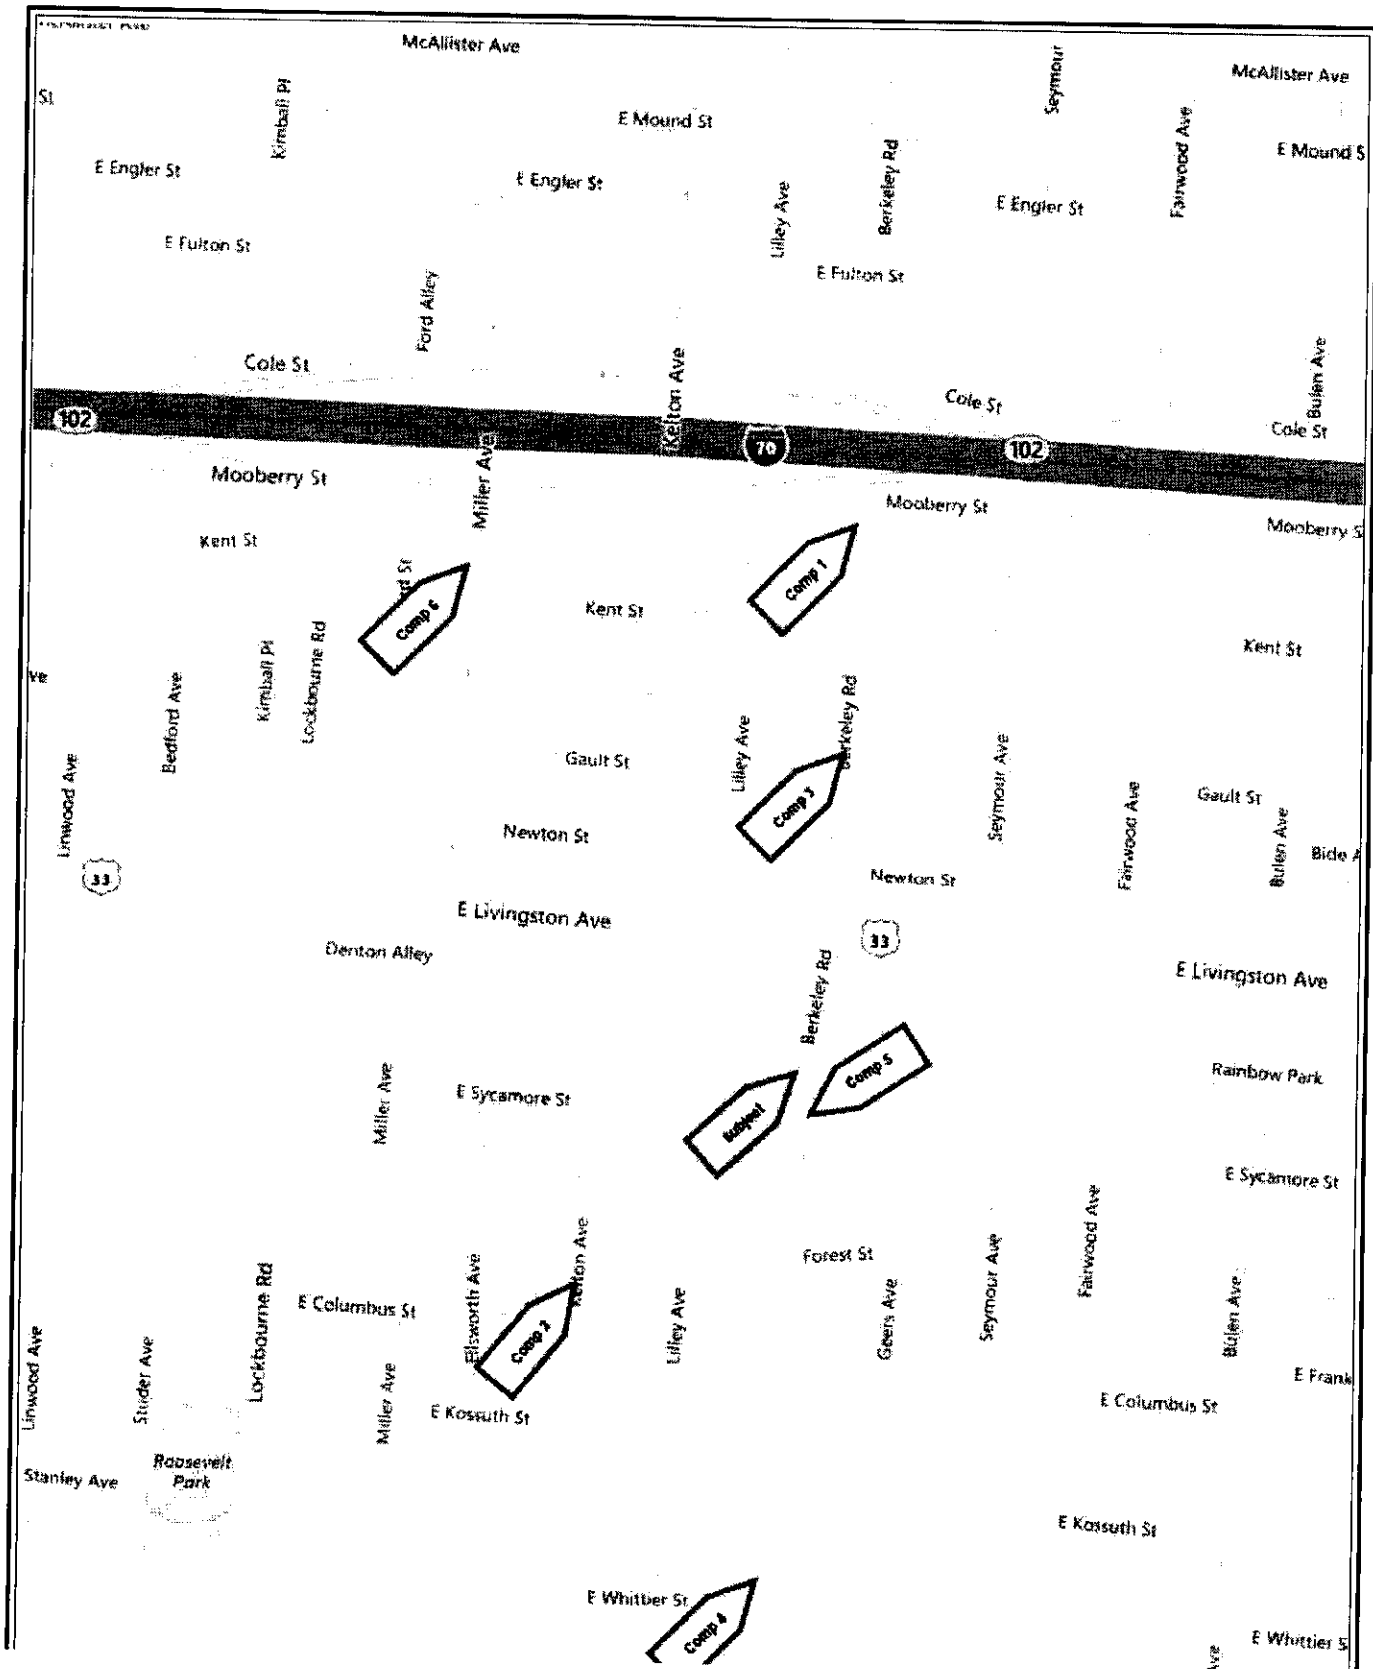 McAllister Ave
McAllister Ave
Seymour
St
Kimball Pl
E Mound St
Fairwood Ave
E Mound S
Berkeley Rd
E Engler St
E Engler St
Lilley Ave
E Engler St
E Fulton St
E Fulton St
Ford Alley
Cole St
Kelton Ave
Bulen Ave
Cole St
102
Cole St
70
102
Miller Ave
Mooberry St
Mooberry St
Mooberry S
Kent St
Comp 1
Comp 6
Kent St
Kent St
ve
Bedford Ave
Kimball Pl
Lockbourne Rd
Berkeley Rd
Lilley Ave
Gault St
Seymour Ave
Linwood Ave
Comp 3
Gault St
Fairwood Ave
Bulen Ave
Newton St
Bide A
33
Newton St
E Livingston Ave
33
Denton Alley
Berkeley Rd
E Livingston Ave
Comp 5
Rainbow Park
Miller Ave
E Sycamore St
Subject
E Sycamore St
Fairwood Ave
Forest St
Kelton Ave
Seymour Ave
Ellsworth Ave
E Columbus St
Lockbourne Rd
Comp 2
Lilley Ave
Geers Ave
Bulen Ave
Linwood Ave
Studer Ave
Miller Ave
E Frank
E Kossuth St
E Columbus St
Stanley Ave
Roosevelt
Park
E Kossuth St
E Whittier St
Comp 4
E Whittier S
ve